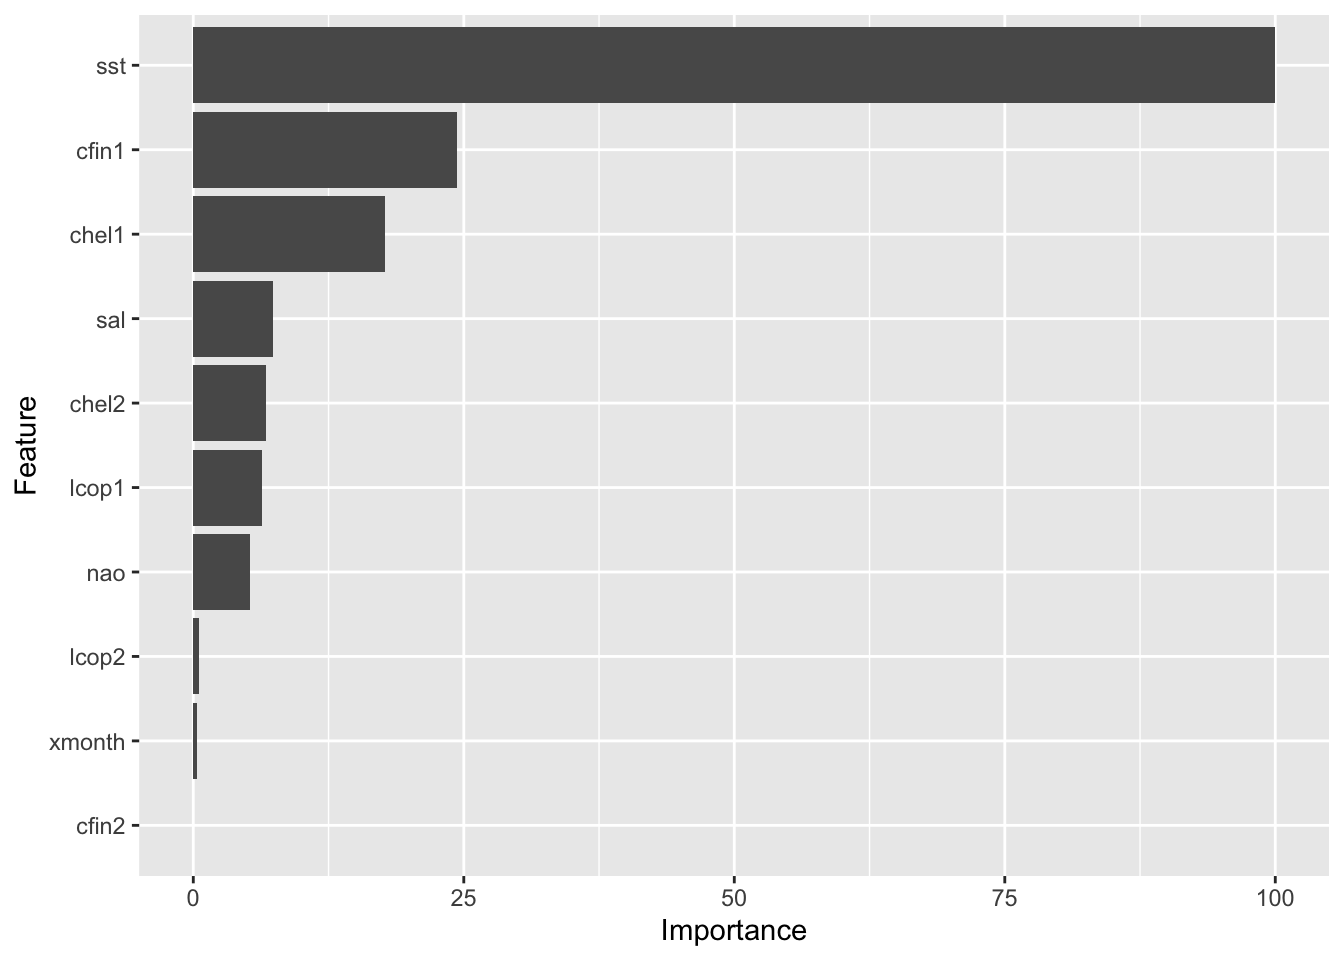 sst
cfin1
chel1
sal
chel2
lcop1
nao
lcop2
xmonth
cfin2
Feature
0 25 50 75 100
Importance